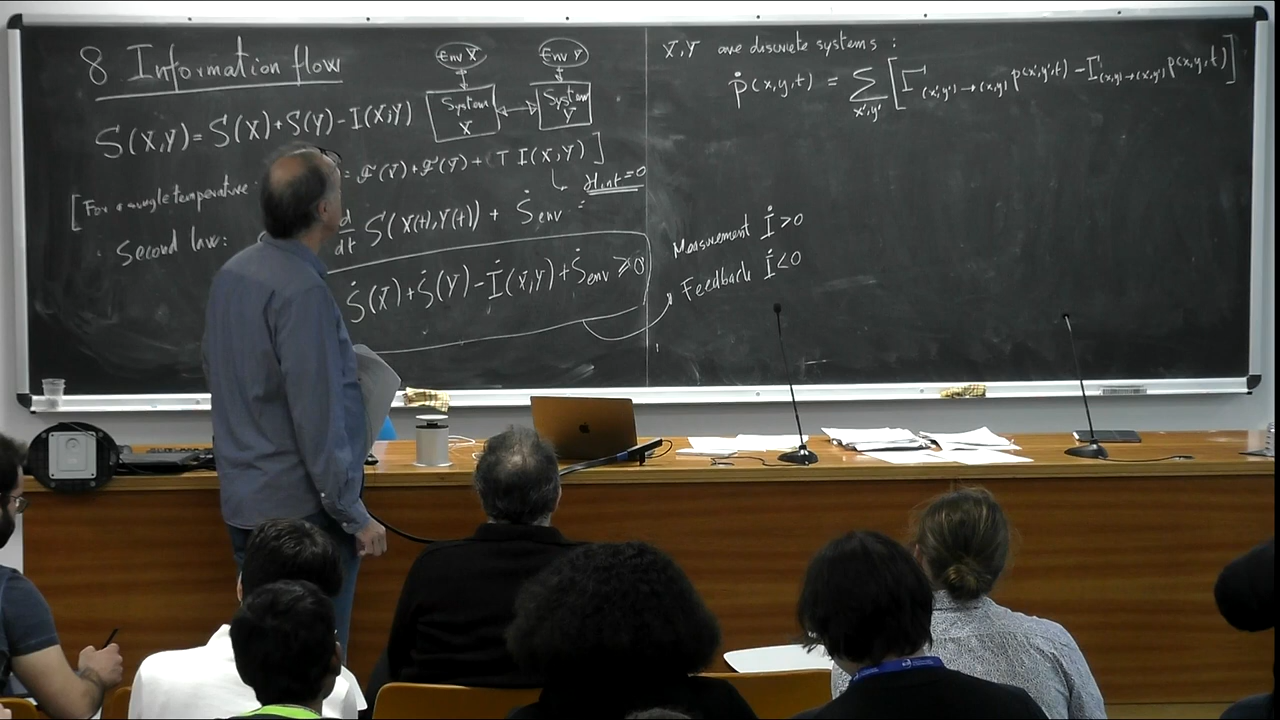 8 Information flow
Env X
Env Y
System X
System Y
S(X,Y) = S(X) + S(Y) - I(X;Y)
[For a single temperature = ℱ(X) + ℱ(Y) + T I(X;Y)]
H_int = 0
Second law: d/dt S(X(t),Y(t)) + Ṡ_env =
Ṡ(X) + Ṡ(Y) - İ(X,Y) + Ṡ_env ⩾ 0
X,Y are discrete systems :
ṗ(x,y,t) = ∑_{x',y'} [Γ_{(x',y')→(x,y)} p(x',y',t) - Γ_{(x,y)→(x',y')} p(x,y,t)]
Measurement İ > 0
Feedback İ < 0